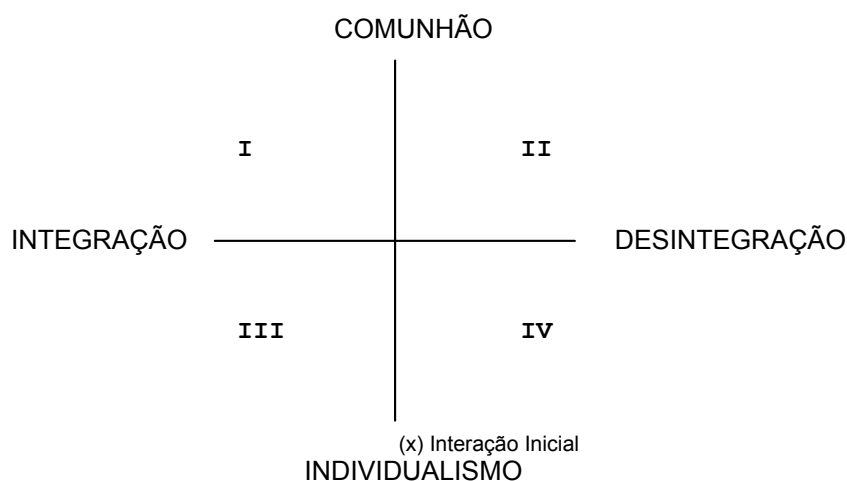 COMUNHÃO
I
II
INTEGRAÇÃO
DESINTEGRAÇÃO
III
IV
(x) Interação Inicial
INDIVIDUALISMO